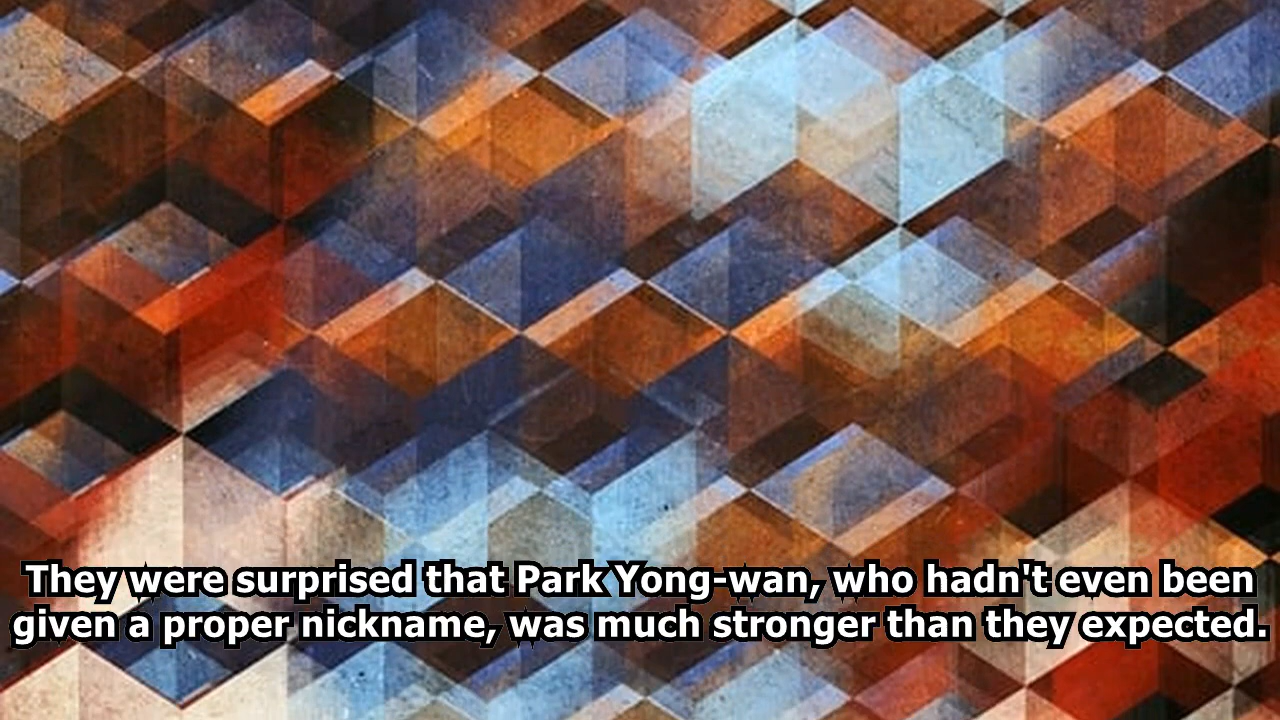 They were surprised that Park Yong-wan, who hadn't even been
given a proper nickname, was much stronger than they expected.